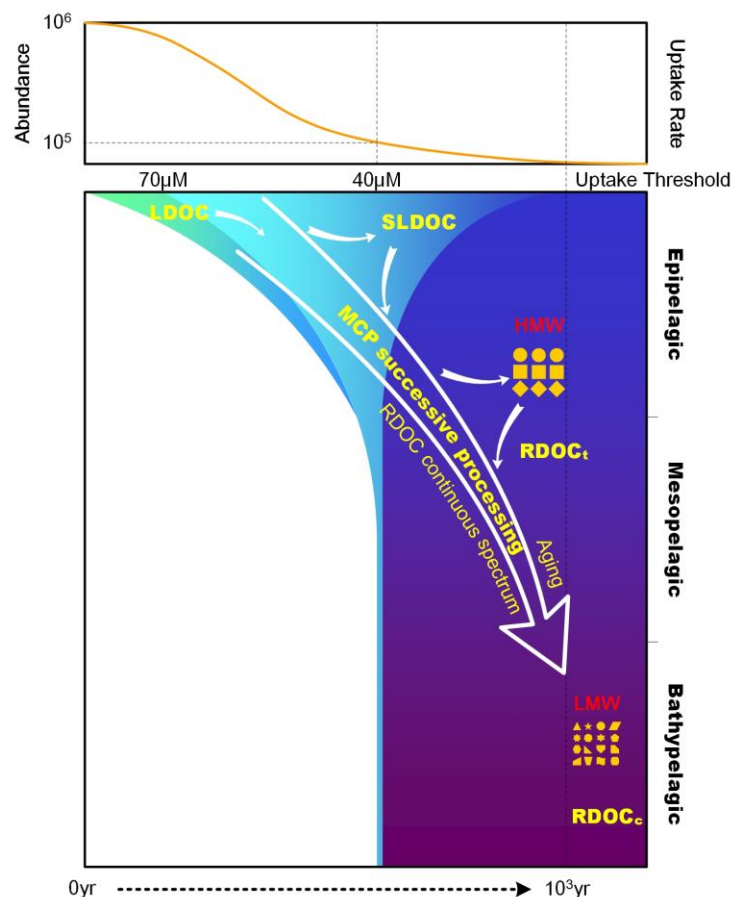 10⁶
Abundance
10⁵
Uptake Rate
70μM
40μM
Uptake Threshold
LDOC
SLDOC
HMW
MCP successive processing
RDOC continuous spectrum
Aging
RDOCₜ
LMW
RDOC꜀
Epipelagic
Mesopelagic
Bathypelagic
0yr
10³yr